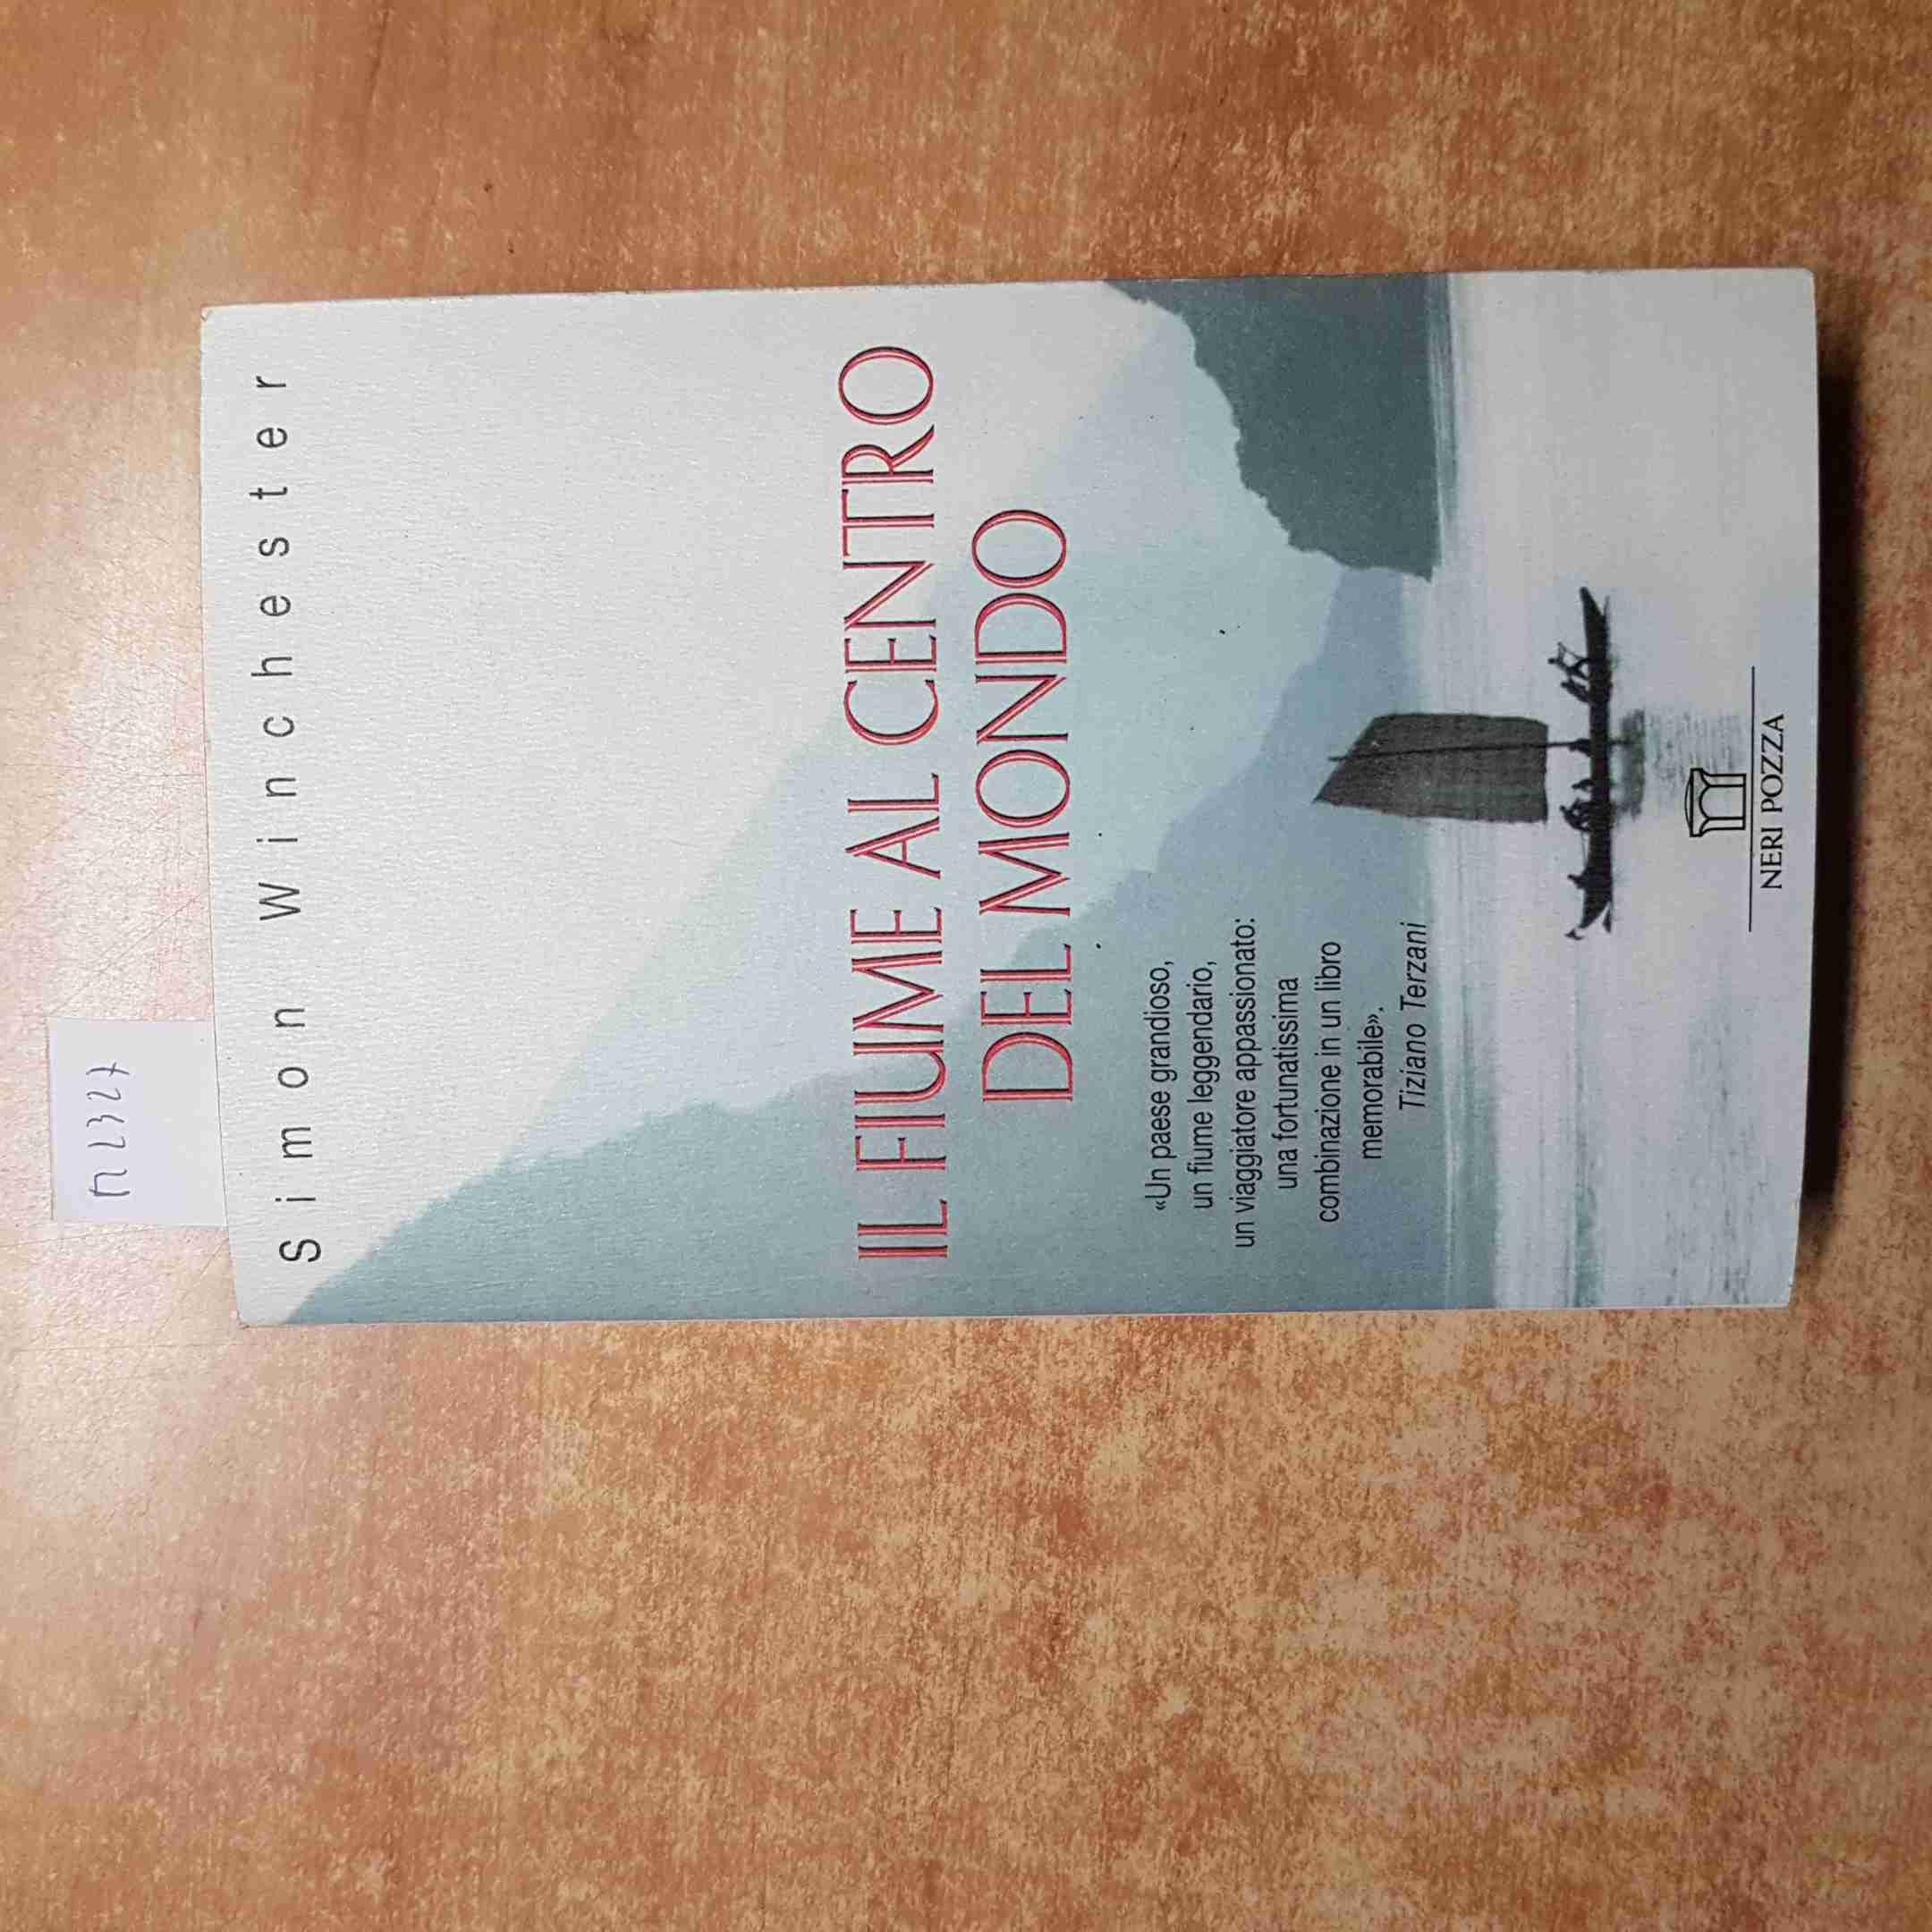 n 2327
Simon Winchester
IL FIUME AL CENTRO
DEL MONDO
«Un paese grandioso,
un fiume leggendario,
un viaggiatore appassionato:
una fortunatissima
combinazione in un libro
memorabile».
Tiziano Terzani
NERI POZZA